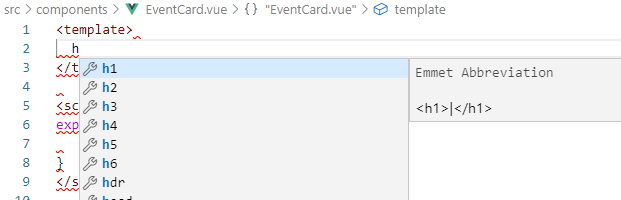 src > components > EventCard.vue > {} "EventCard.vue" > template
1 <template>
2 h
3 </t
4
5 <sc
6 exp
7
8 }
9 </s
10
h1
h2
h3
h4
h5
h6
hdr
head
Emmet Abbreviation
<h1>|</h1>